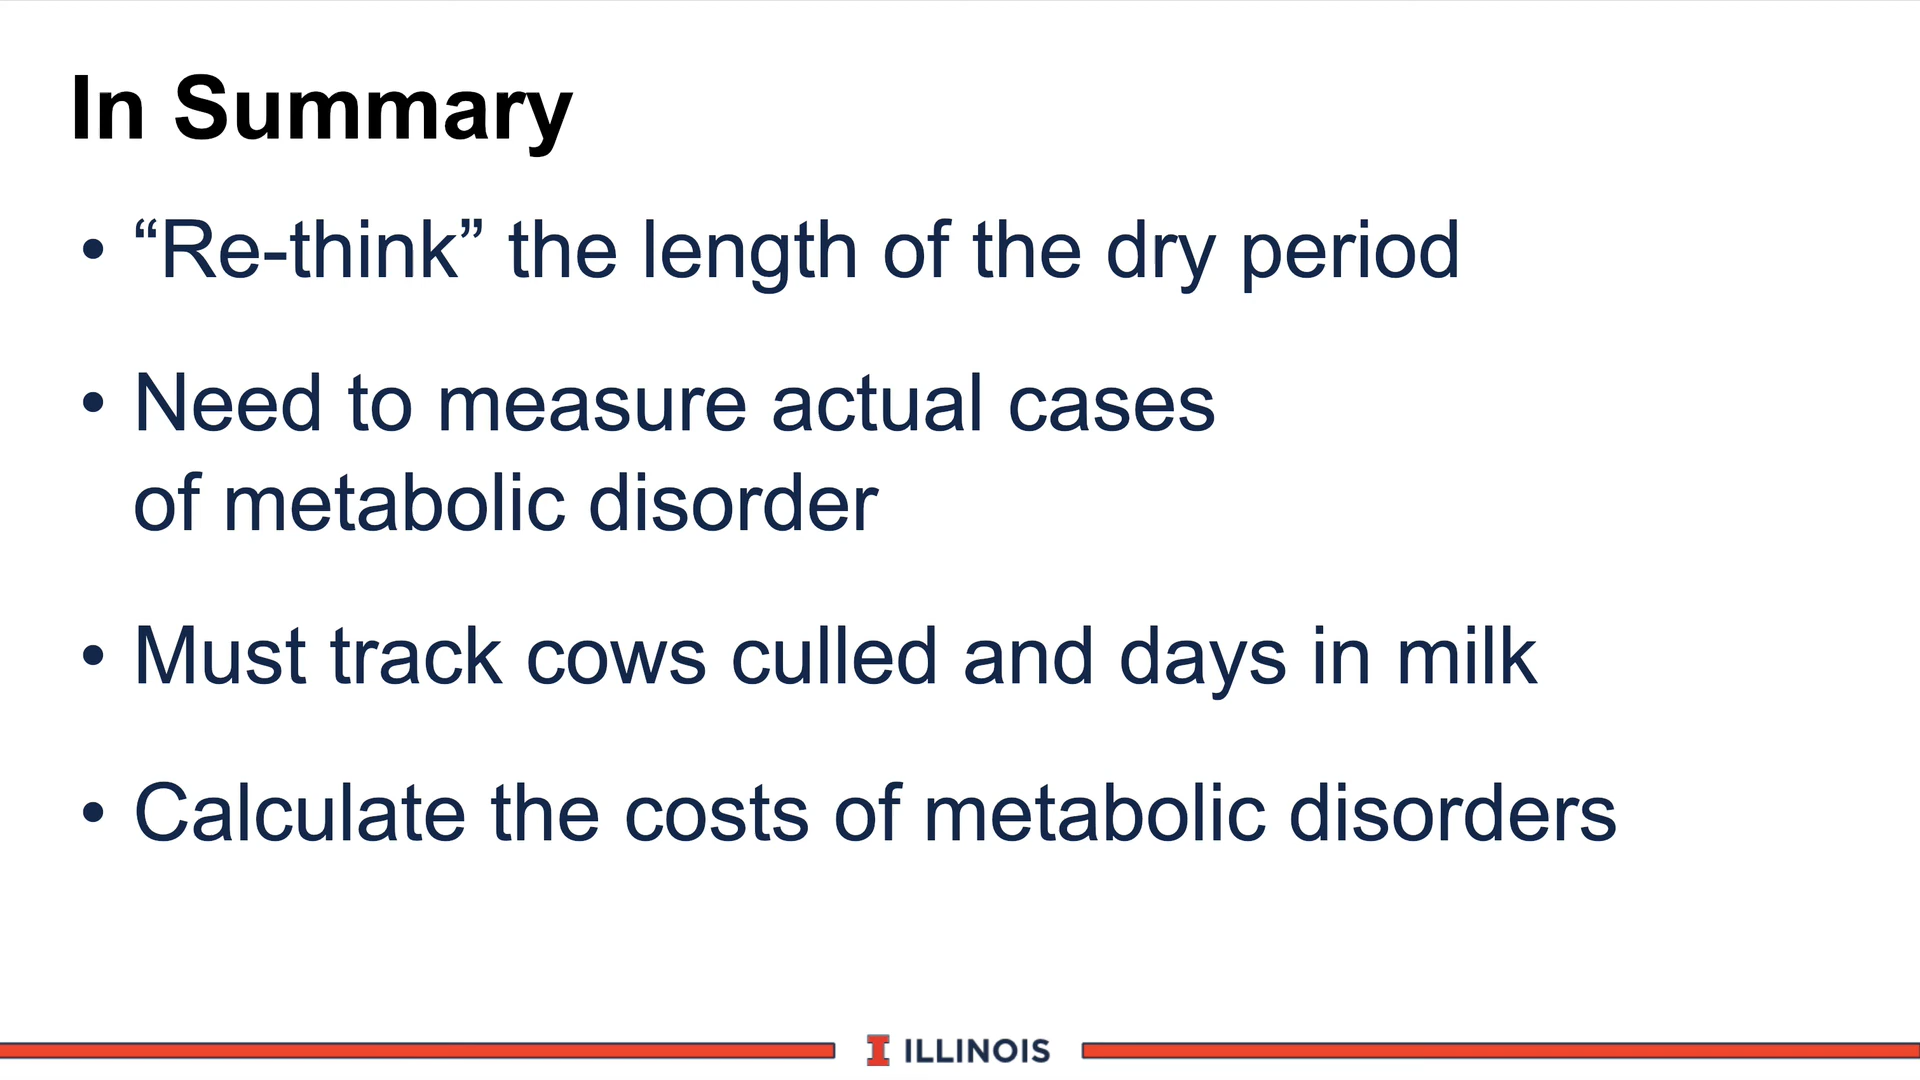 In Summary
• “Re-think” the length of the dry period
• Need to measure actual cases
of metabolic disorder
• Must track cows culled and days in milk
• Calculate the costs of metabolic disorders
I ILLINOIS